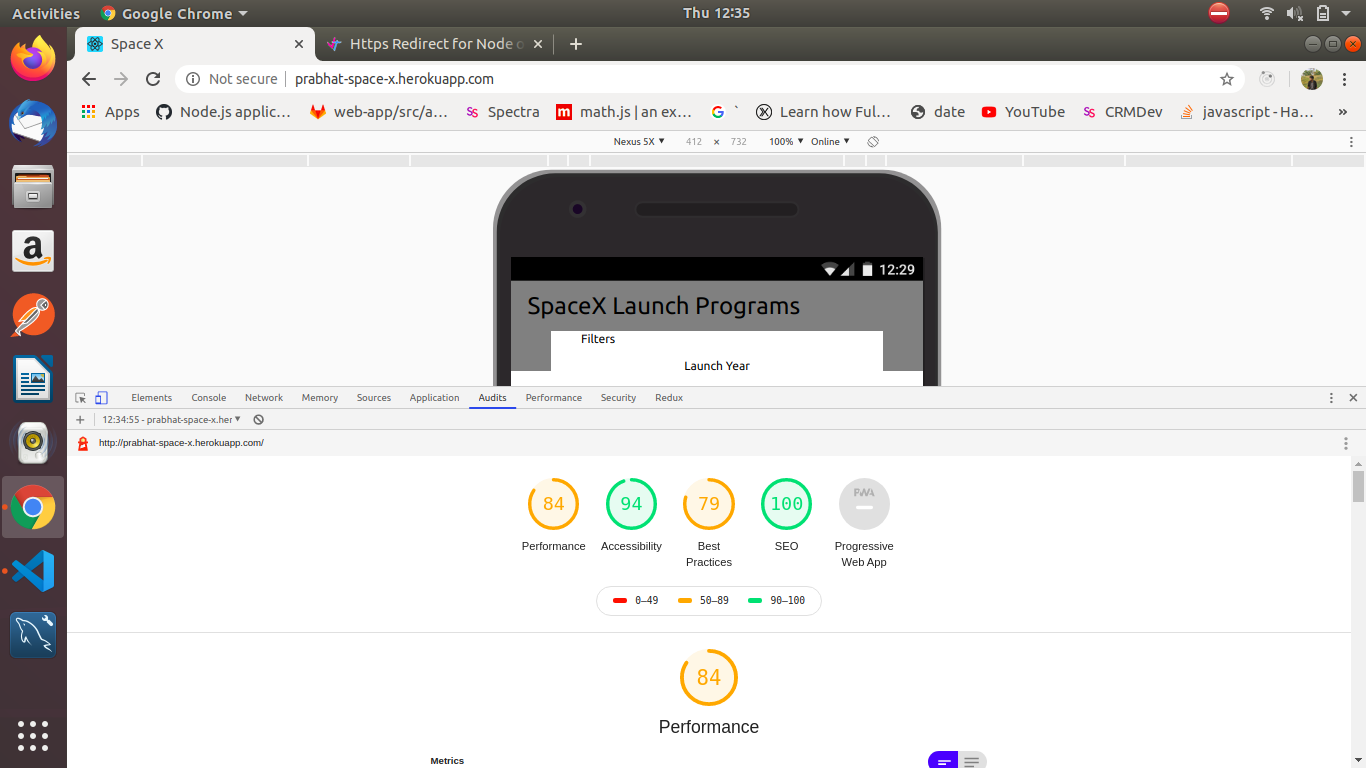 Activities Google Chrome Thu 12:35
Space X Https Redirect for Node o
Not secure prabhat-space-x.herokuapp.com
Apps Node.js applic... web-app/src/a... Spectra math.js | an ex... ` Learn how Ful... date YouTube CRMDev javascript - Ha... »
Nexus 5X 412 × 732 100% Online
12:29
SpaceX Launch Programs
Filters
Launch Year
Elements Console Network Memory Sources Application Audits Performance Security Redux
12:34:55 - prabhat-space-x.her
http://prabhat-space-x.herokuapp.com/
84 94 79 100 PWA
Performance Accessibility Best Practices SEO Progressive Web App
0–49 50–89 90–100
84
Performance
Metrics